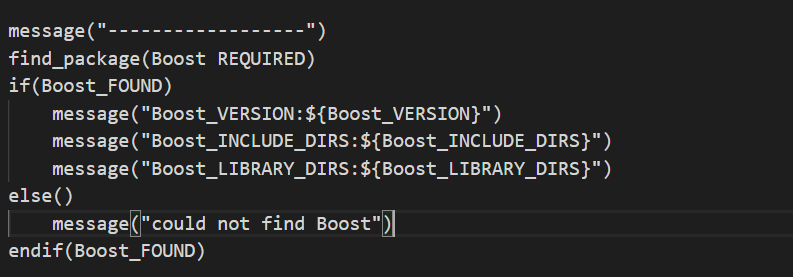 message("------------------")
find_package(Boost REQUIRED)
if(Boost_FOUND)
    message("Boost_VERSION:${Boost_VERSION}")
    message("Boost_INCLUDE_DIRS:${Boost_INCLUDE_DIRS}")
    message("Boost_LIBRARY_DIRS:${Boost_LIBRARY_DIRS}")
else()
    message("could not find Boost")
endif(Boost_FOUND)